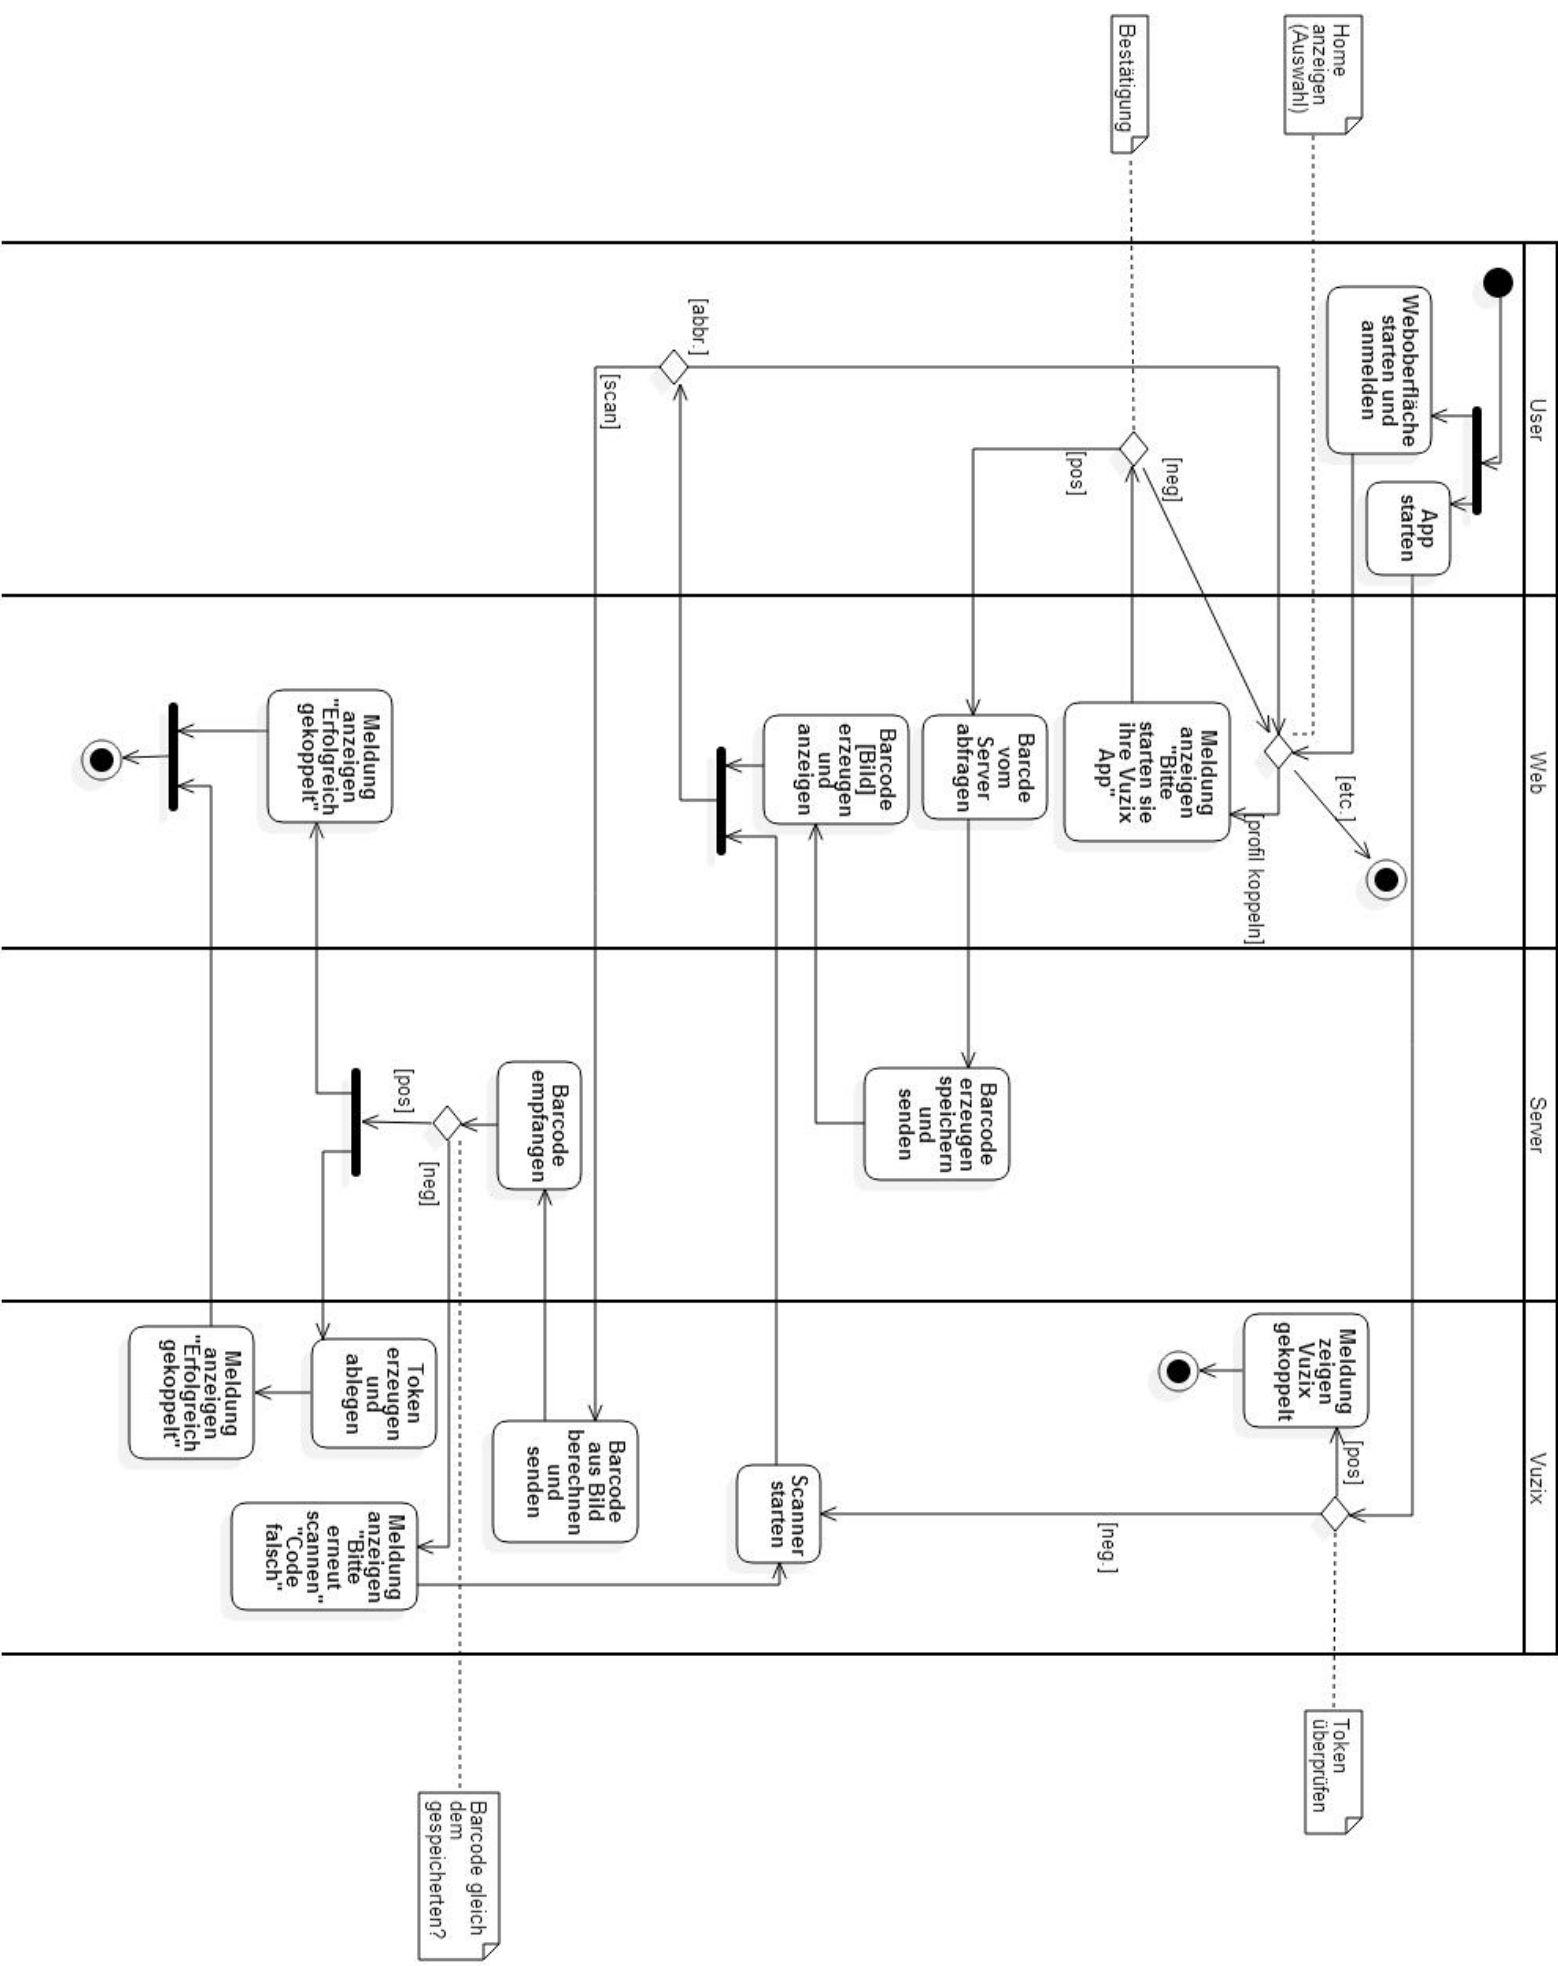 User
Web
Server
Vuzix
Home
anzeigen
(Auswahl)
Weboberfläche
starten und
anmelden
App
starten
[etc.]
[profil koppeln]
Meldung
zeigen
Vuzix
gekoppelt
[pos]
Token
überprüfen
[neg.]
Bestätigung
[neg]
[pos]
Meldung
anzeigen
"Bitte
starten sie
ihre Vuzix
App"
Barcode
vom
Server
abfragen
Barcode
erzeugen
speichern
und
senden
Barcode
[Bild]
erzeugen
und
anzeigen
Scanner
starten
[abbr.]
[scan]
Barcode
aus Bild
berechnen
und
senden
Barcode
empfangen
[neg]
[pos]
Barcode gleich
dem
gespeicherten?
Meldung
anzeigen
"Bitte
erneut
scannen"
"Code
falsch"
Token
erzeugen
und
ablegen
Meldung
anzeigen
"Erfolgreich
gekoppelt"
Meldung
anzeigen
"Erfolgreich
gekoppelt"